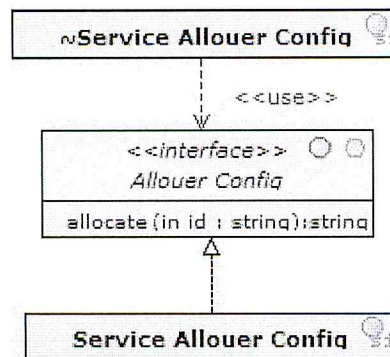 ~Service Allouer Config
<<use>>
<<interface>>
Allouer Config
allocate(in id : string):string
Service Allouer Config